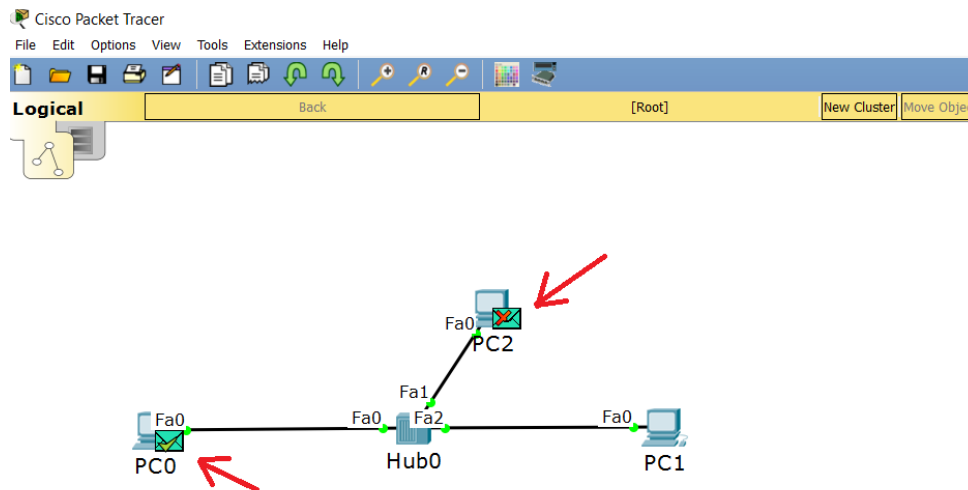 Cisco Packet Tracer
File Edit Options View Tools Extensions Help
Logical Back [Root] New Cluster Move Obje
Fa0
PC2
Fa1
Fa0 Fa0 Fa2 Fa0
PC0 Hub0 PC1